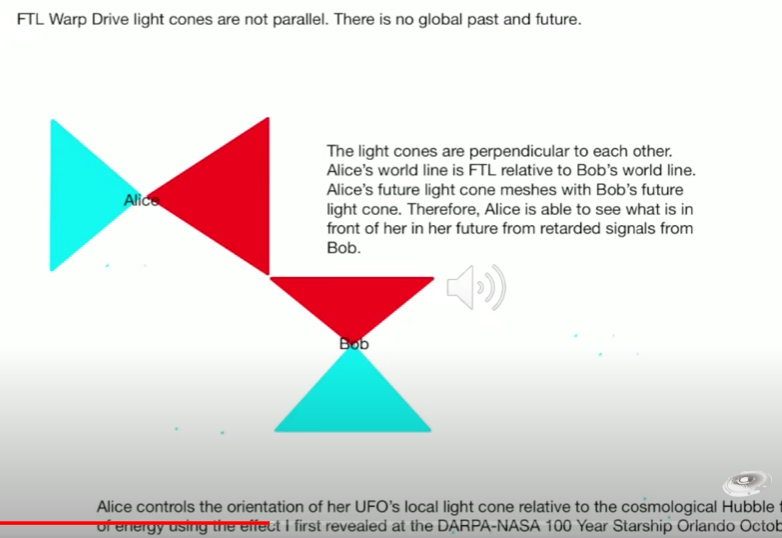 FTL Warp Drive light cones are not parallel. There is no global past and future.
Alice
The light cones are perpendicular to each other.
Alice's world line is FTL relative to Bob's world line.
Alice's future light cone meshes with Bob's future
light cone. Therefore, Alice is able to see what is in
front of her in her future from retarded signals from
Bob.
Bob
Alice controls the orientation of her UFO's local light cone relative to the cosmological Hubble
of energy using the effect I first revealed at the DARPA-NASA 100 Year Starship Orlando Octob